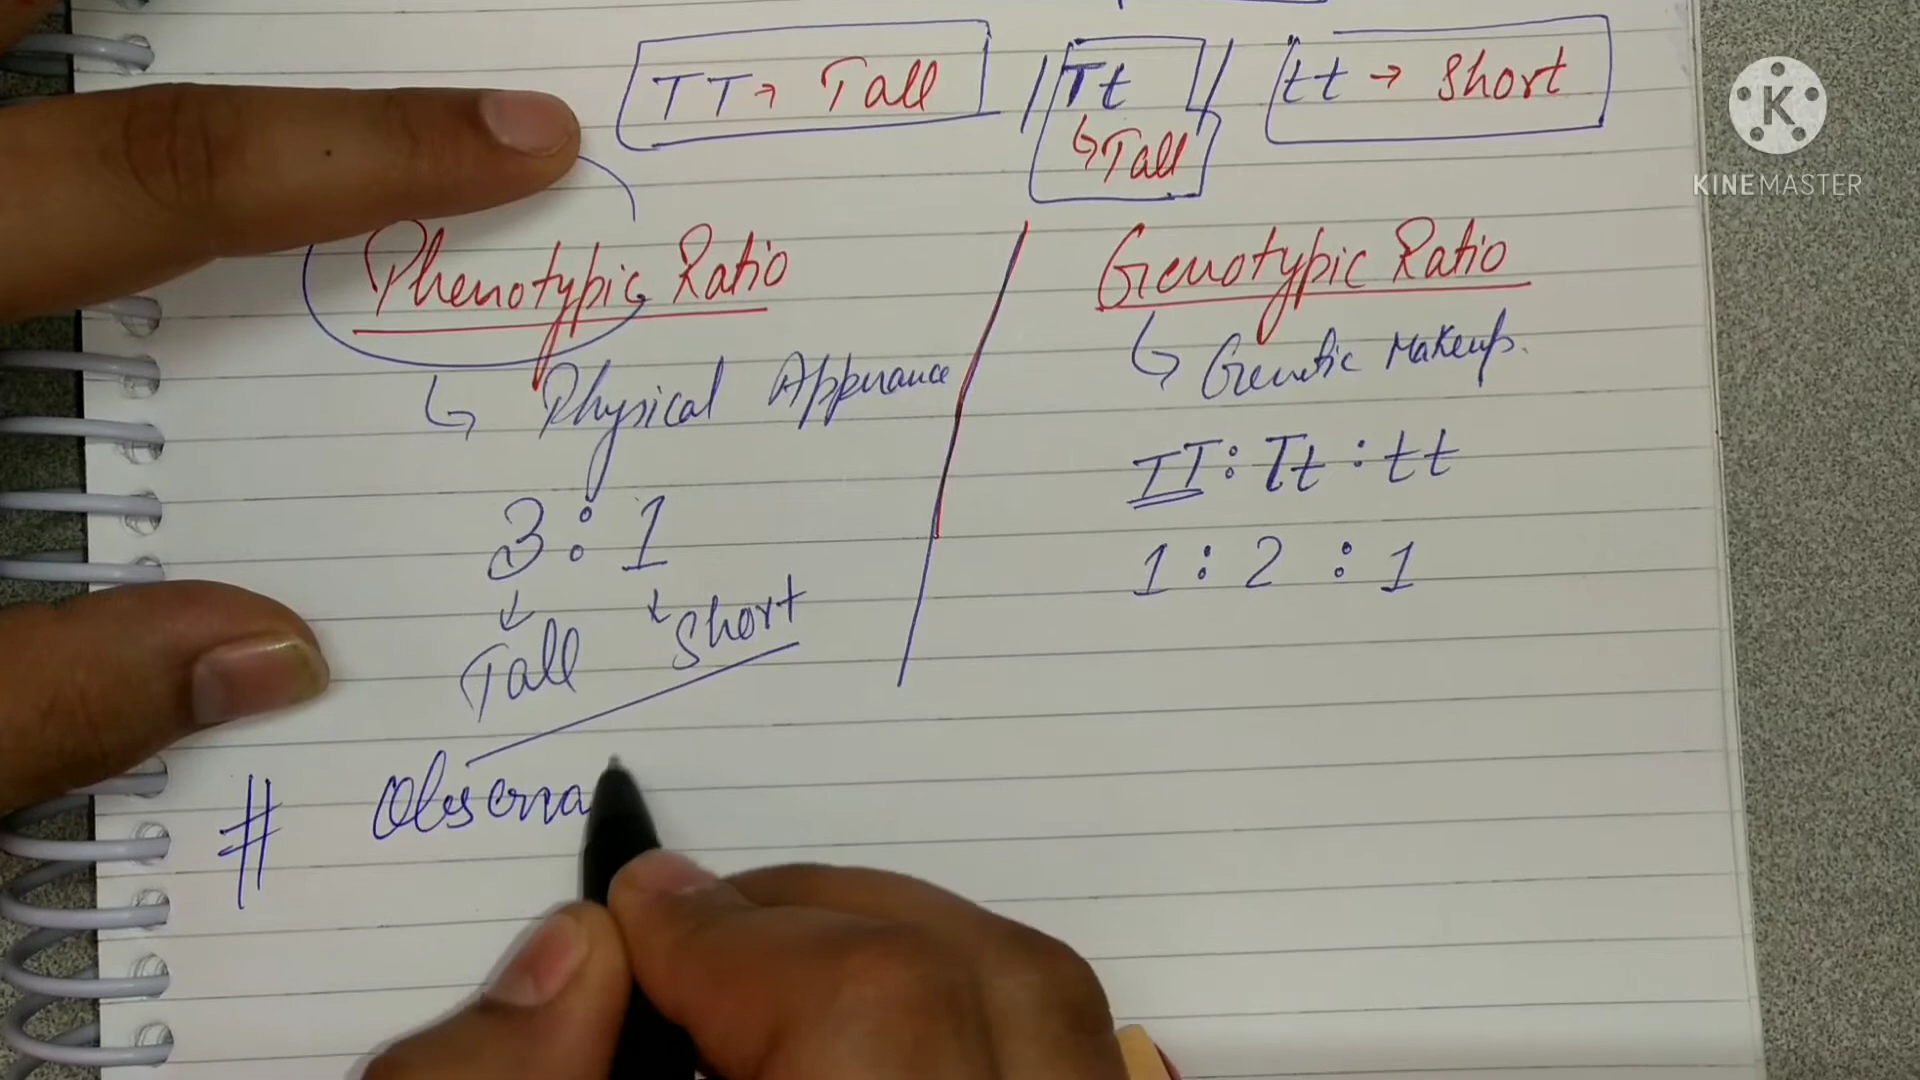 TT → Tall / Tt / tt → Short
↳ Tall
Phenotypic Ratio
Genotypic Ratio
↳ Physical Apperance
↳ Genetic Makeup.
TT : Tt : tt
3 : 1
1 : 2 : 1
Tall Short
# Observa
K
KINEMASTER